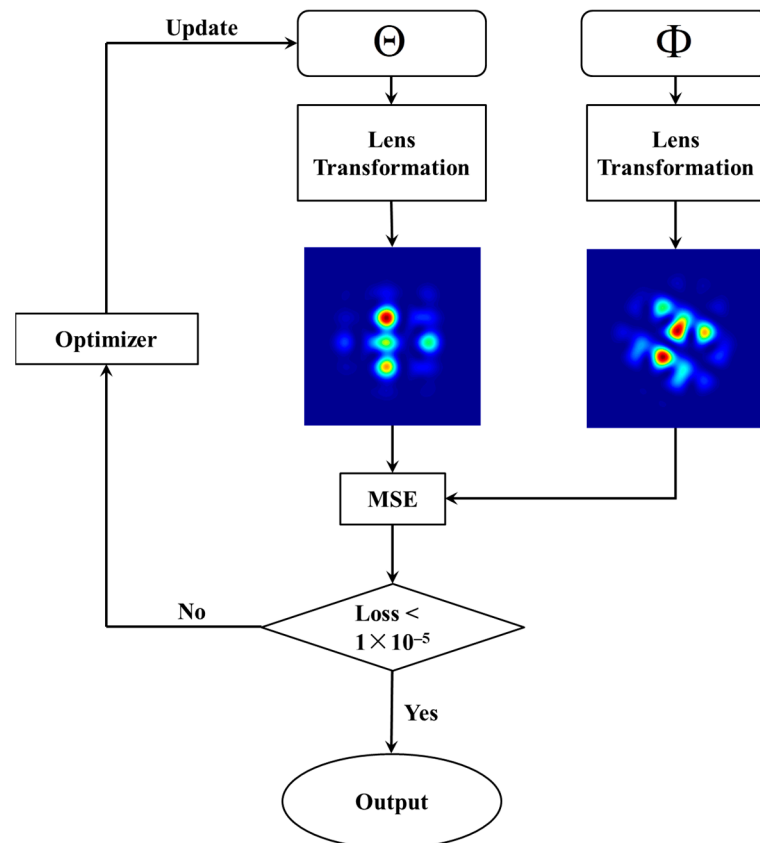 Update
Θ
Φ
Lens
Transformation
Lens
Transformation
Optimizer
MSE
No
Loss <
1×10⁻⁵
Yes
Output